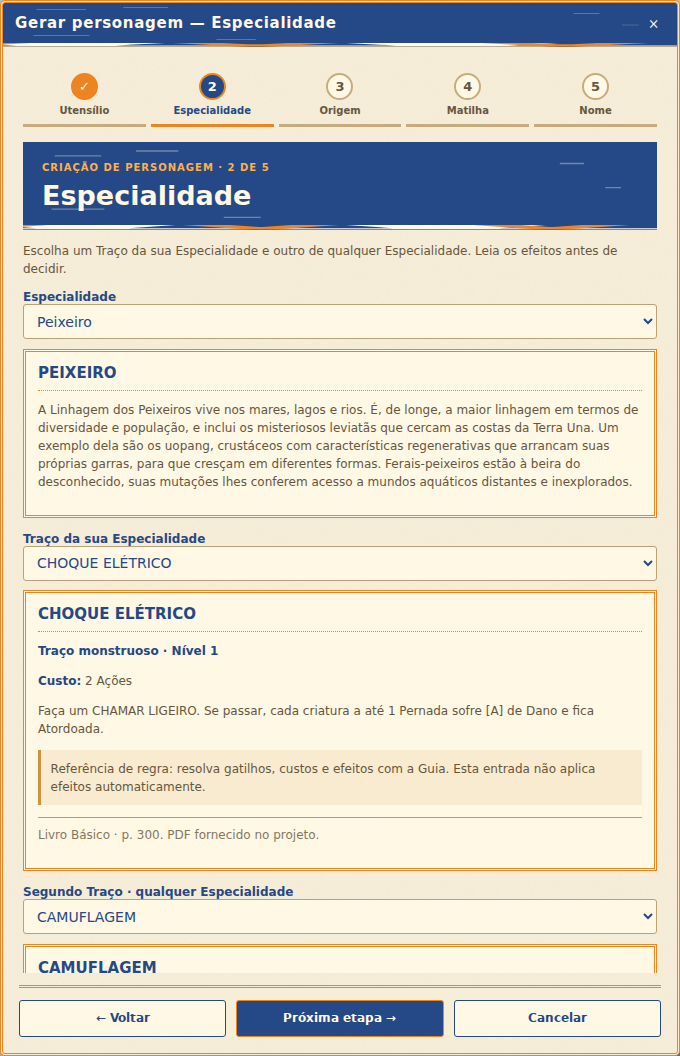 Gerar personagem — Especialidade ×
✓ 2 3 4 5
Utensílio Especialidade Origem Matilha Nome
CRIAÇÃO DE PERSONAGEM · 2 DE 5
Especialidade
Escolha um Traço da sua Especialidade e outro de qualquer Especialidade. Leia os efeitos antes de
decidir.
Especialidade
Peixeiro
PEIXEIRO
A Linhagem dos Peixeiros vive nos mares, lagos e rios. É, de longe, a maior linhagem em termos de
diversidade e população, e inclui os misteriosos leviatãs que cercam as costas da Terra Una. Um
exemplo dela são os uopang, crustáceos com características regenerativas que arrancam suas
próprias garras, para que cresçam em diferentes formas. Ferais-peixeiros estão à beira do
desconhecido, suas mutações lhes conferem acesso a mundos aquáticos distantes e inexplorados.
Traço da sua Especialidade
CHOQUE ELÉTRICO
CHOQUE ELÉTRICO
Traço monstruoso · Nível 1
Custo: 2 Ações
Faça um CHAMAR LIGEIRO. Se passar, cada criatura a até 1 Pernada sofre [A] de Dano e fica
Atordoada.
Referência de regra: resolva gatilhos, custos e efeitos com a Guia. Esta entrada não aplica
efeitos automaticamente.
Livro Básico · p. 300. PDF fornecido no projeto.
Segundo Traço · qualquer Especialidade
CAMUFLAGEM
CAMUFLAGEM
← Voltar Próxima etapa → Cancelar